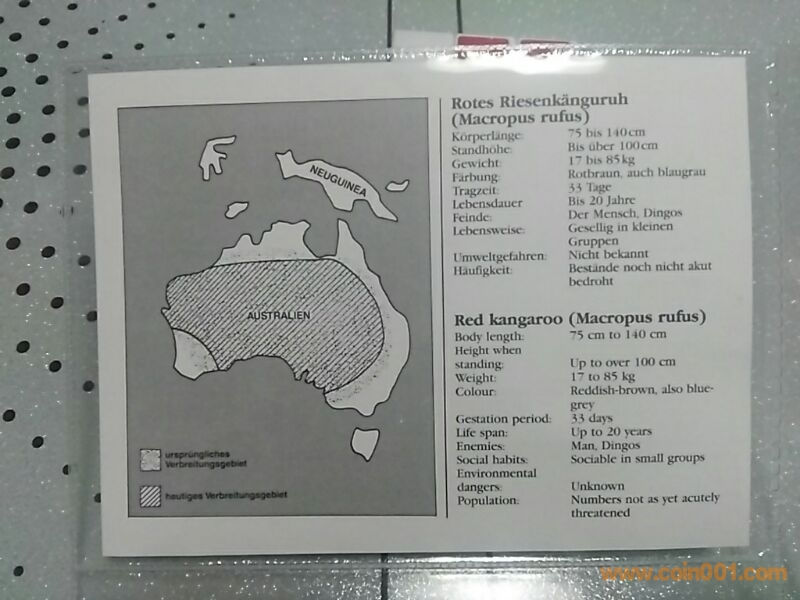 NEUGUINEA
AUSTRALIEN
ursprüngliches
Verbreitungsgebiet
heutiges Verbreitungsgebiet
Rotes Riesenkänguruh
(Macropus rufus)
Körperlänge: 75 bis 140 cm
Standhöhe: Bis über 100 cm
Gewicht: 17 bis 85 kg
Färbung: Rotbraun, auch blaugrau
Tragzeit: 33 Tage
Lebensdauer Bis 20 Jahre
Feinde: Der Mensch, Dingos
Lebensweise: Gesellig in kleinen
Gruppen
Umweltgefahren: Nicht bekannt
Häufigkeit: Bestände noch nicht akut
bedroht
Red kangaroo (Macropus rufus)
Body length: 75 cm to 140 cm
Height when
standing: Up to over 100 cm
Weight: 17 to 85 kg
Colour: Reddish-brown, also blue-
grey
Gestation period: 33 days
Life span: Up to 20 years
Enemies: Man, Dingos
Social habits: Sociable in small groups
Environmental
dangers: Unknown
Population: Numbers not as yet acutely
threatened
www.coin001.com